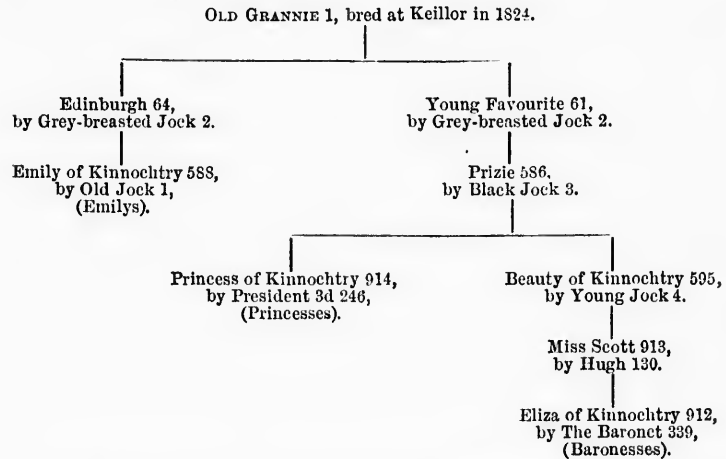 OLD GRANNIE 1, bred at Keillor in 1824.
Edinburgh 64,
by Grey-breasted Jock 2.
Young Favourite 61,
by Grey-breasted Jock 2.
Emily of Kinnochtry 588,
by Old Jock 1,
(Emilys).
Prizie 586,
by Black Jock 3.
Princess of Kinnochtry 914,
by President 3d 246,
(Princesses).
Beauty of Kinnochtry 595,
by Young Jock 4.
Miss Scott 913,
by Hugh 130.
Eliza of Kinnochtry 912,
by The Baronet 339,
(Baronesses).